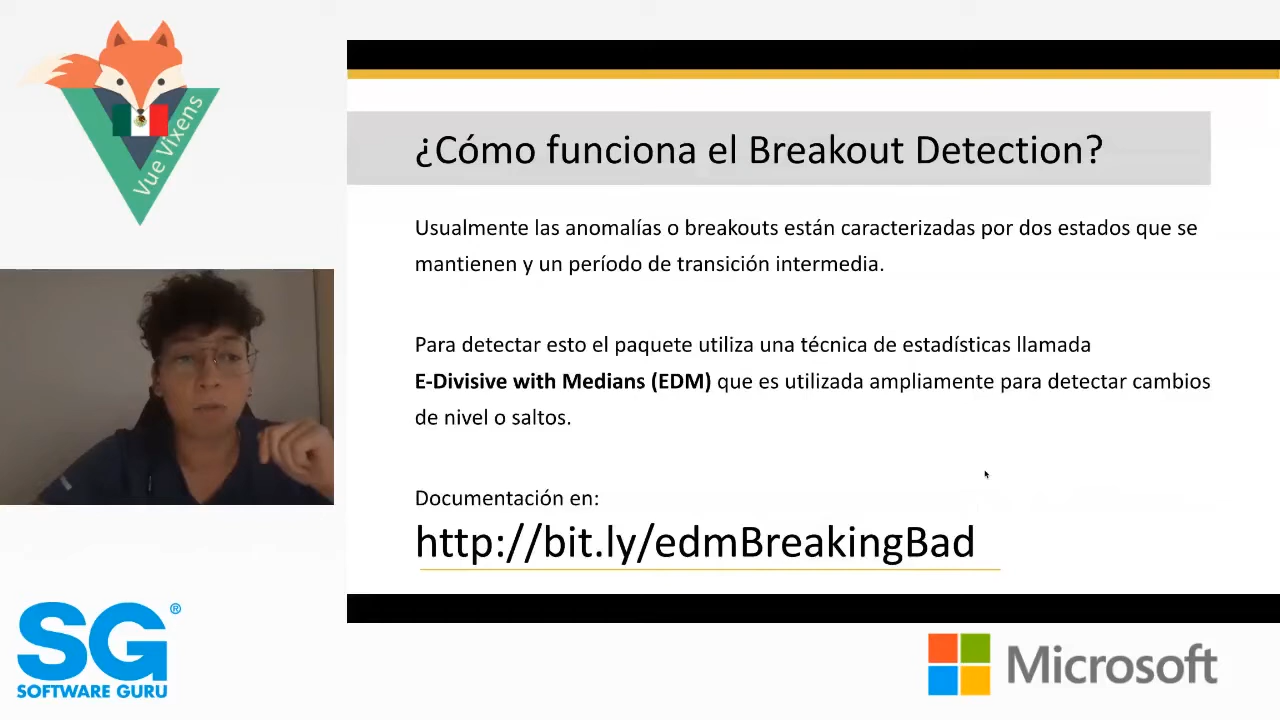 Vue Vixens
¿Cómo funciona el Breakout Detection?
Usualmente las anomalías o breakouts están caracterizadas por dos estados que se
mantienen y un período de transición intermedia.
Para detectar esto el paquete utiliza una técnica de estadísticas llamada
E-Divisive with Medians (EDM) que es utilizada ampliamente para detectar cambios
de nivel o saltos.
Documentación en:
http://bit.ly/edmBreakingBad
SG®
SOFTWARE GURU
Microsoft